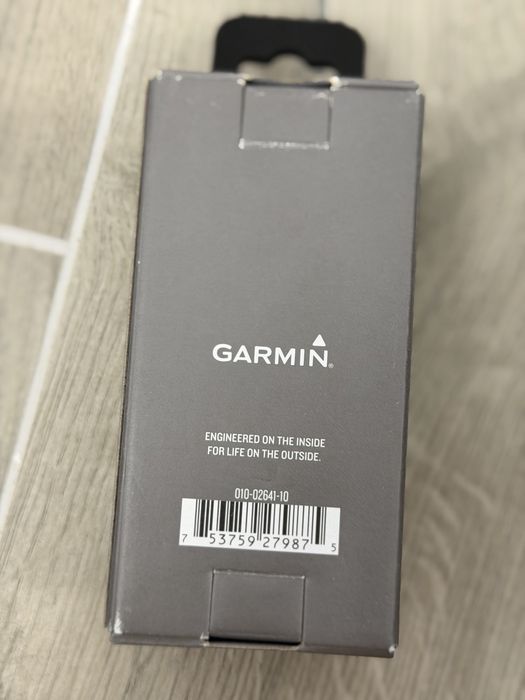 GARMIN®
ENGINEERED ON THE INSIDE
FOR LIFE ON THE OUTSIDE.
010-02641-10
7 53759 27987 5